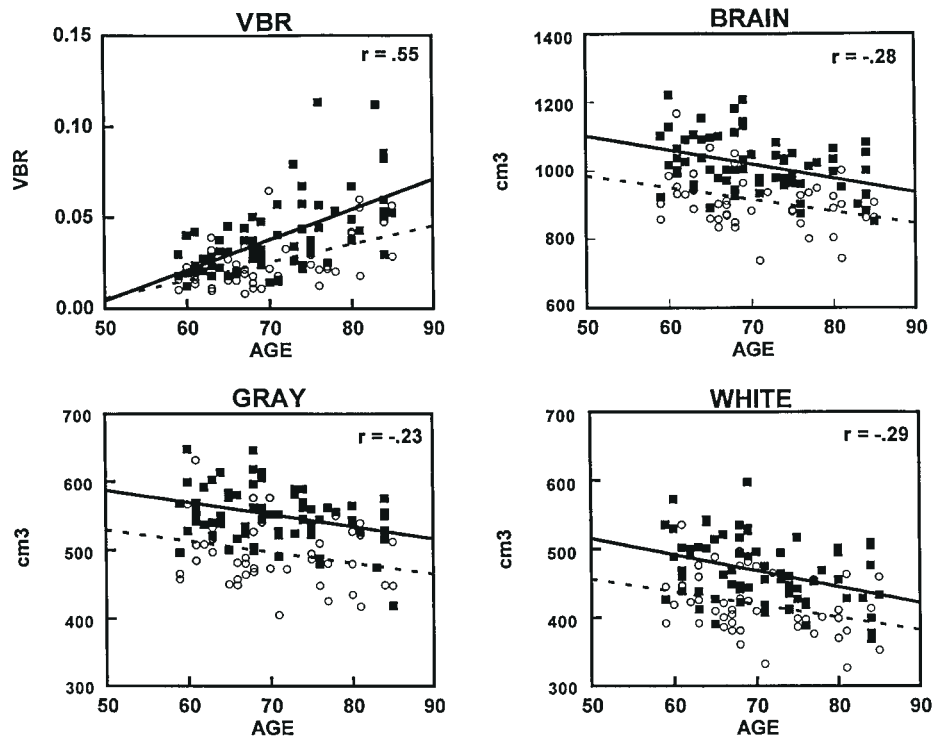 VBR
r = .55
0.15
0.10
0.05
0.00
VBR
50 60 70 80 90
AGE
BRAIN
r = -.28
1400
1200
1000
800
600
cm3
50 60 70 80 90
AGE
GRAY
r = -.23
700
600
500
400
300
cm3
50 60 70 80 90
AGE
WHITE
r = -.29
700
600
500
400
300
cm3
50 60 70 80 90
AGE